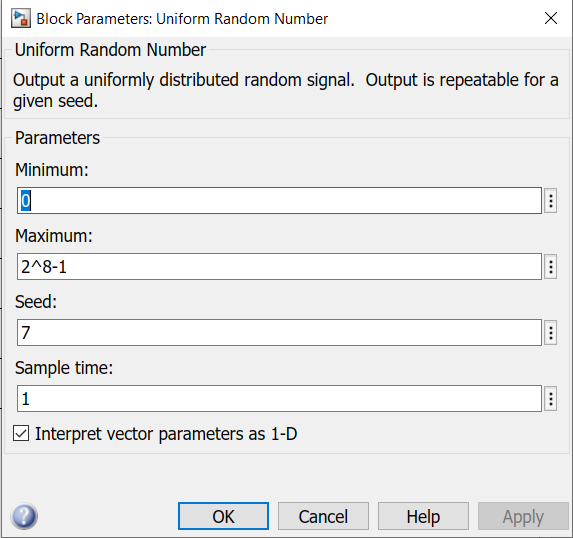 Block Parameters: Uniform Random Number
Uniform Random Number
Output a uniformly distributed random signal.  Output is repeatable for a
given seed.
Parameters
Minimum:
0
Maximum:
2^8-1
Seed:
7
Sample time:
1
Interpret vector parameters as 1-D
? OK Cancel Help Apply